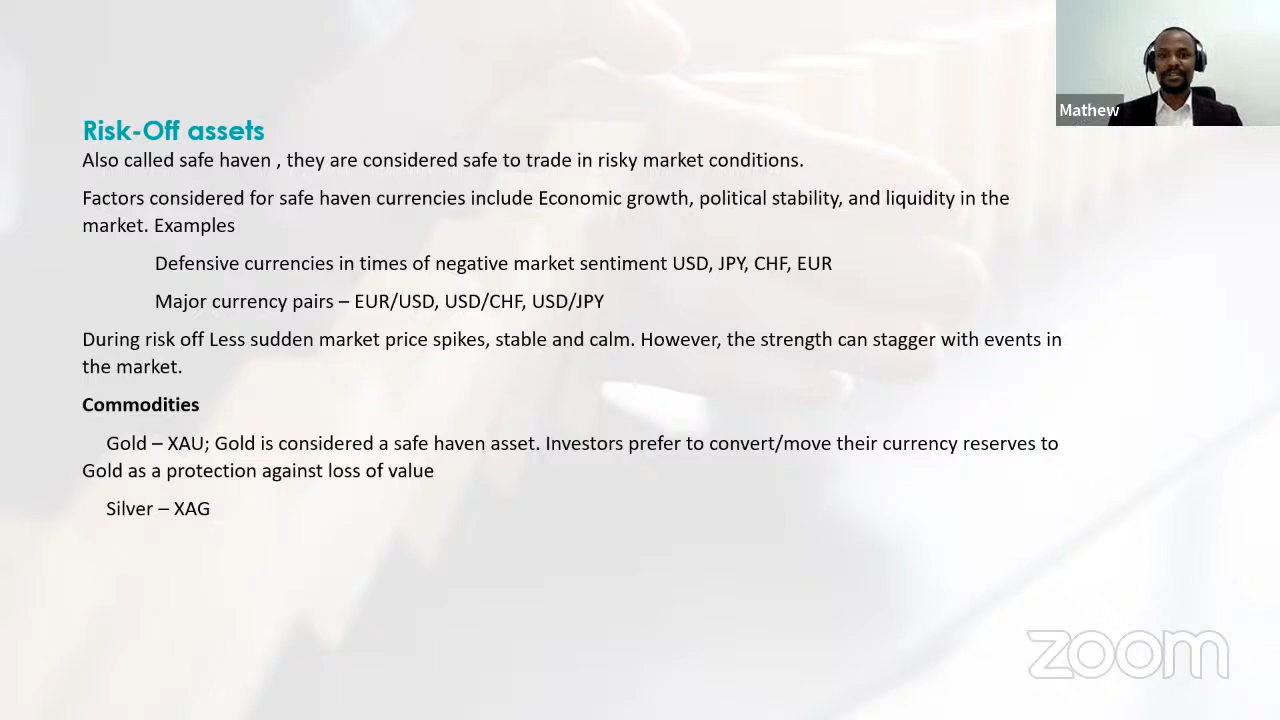 Mathew
Risk-Off assets
Also called safe haven , they are considered safe to trade in risky market conditions.
Factors considered for safe haven currencies include Economic growth, political stability, and liquidity in the
market. Examples
Defensive currencies in times of negative market sentiment USD, JPY, CHF, EUR
Major currency pairs – EUR/USD, USD/CHF, USD/JPY
During risk off Less sudden market price spikes, stable and calm. However, the strength can stagger with events in
the market.
Commodities
Gold – XAU; Gold is considered a safe haven asset. Investors prefer to convert/move their currency reserves to
Gold as a protection against loss of value
Silver – XAG
zoom